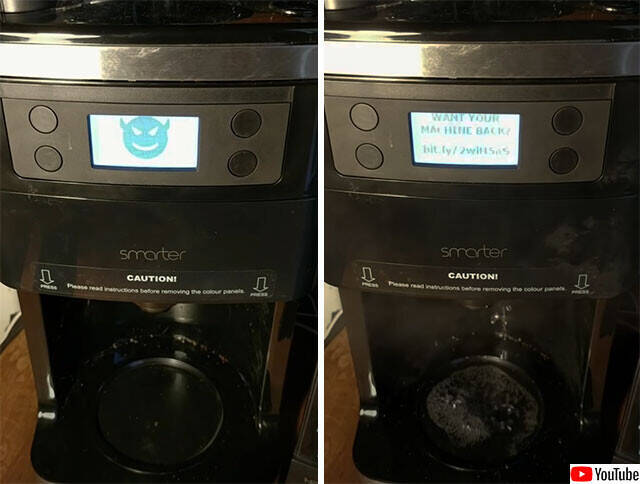 smarter
PRESS
CAUTION!
Please read instructions before removing the colour panels.
PRESS
WANT YOUR
MACHINE BACK?
smarter
PRESS
CAUTION!
Please read instructions before removing the colour panels.
PRESS
YouTube